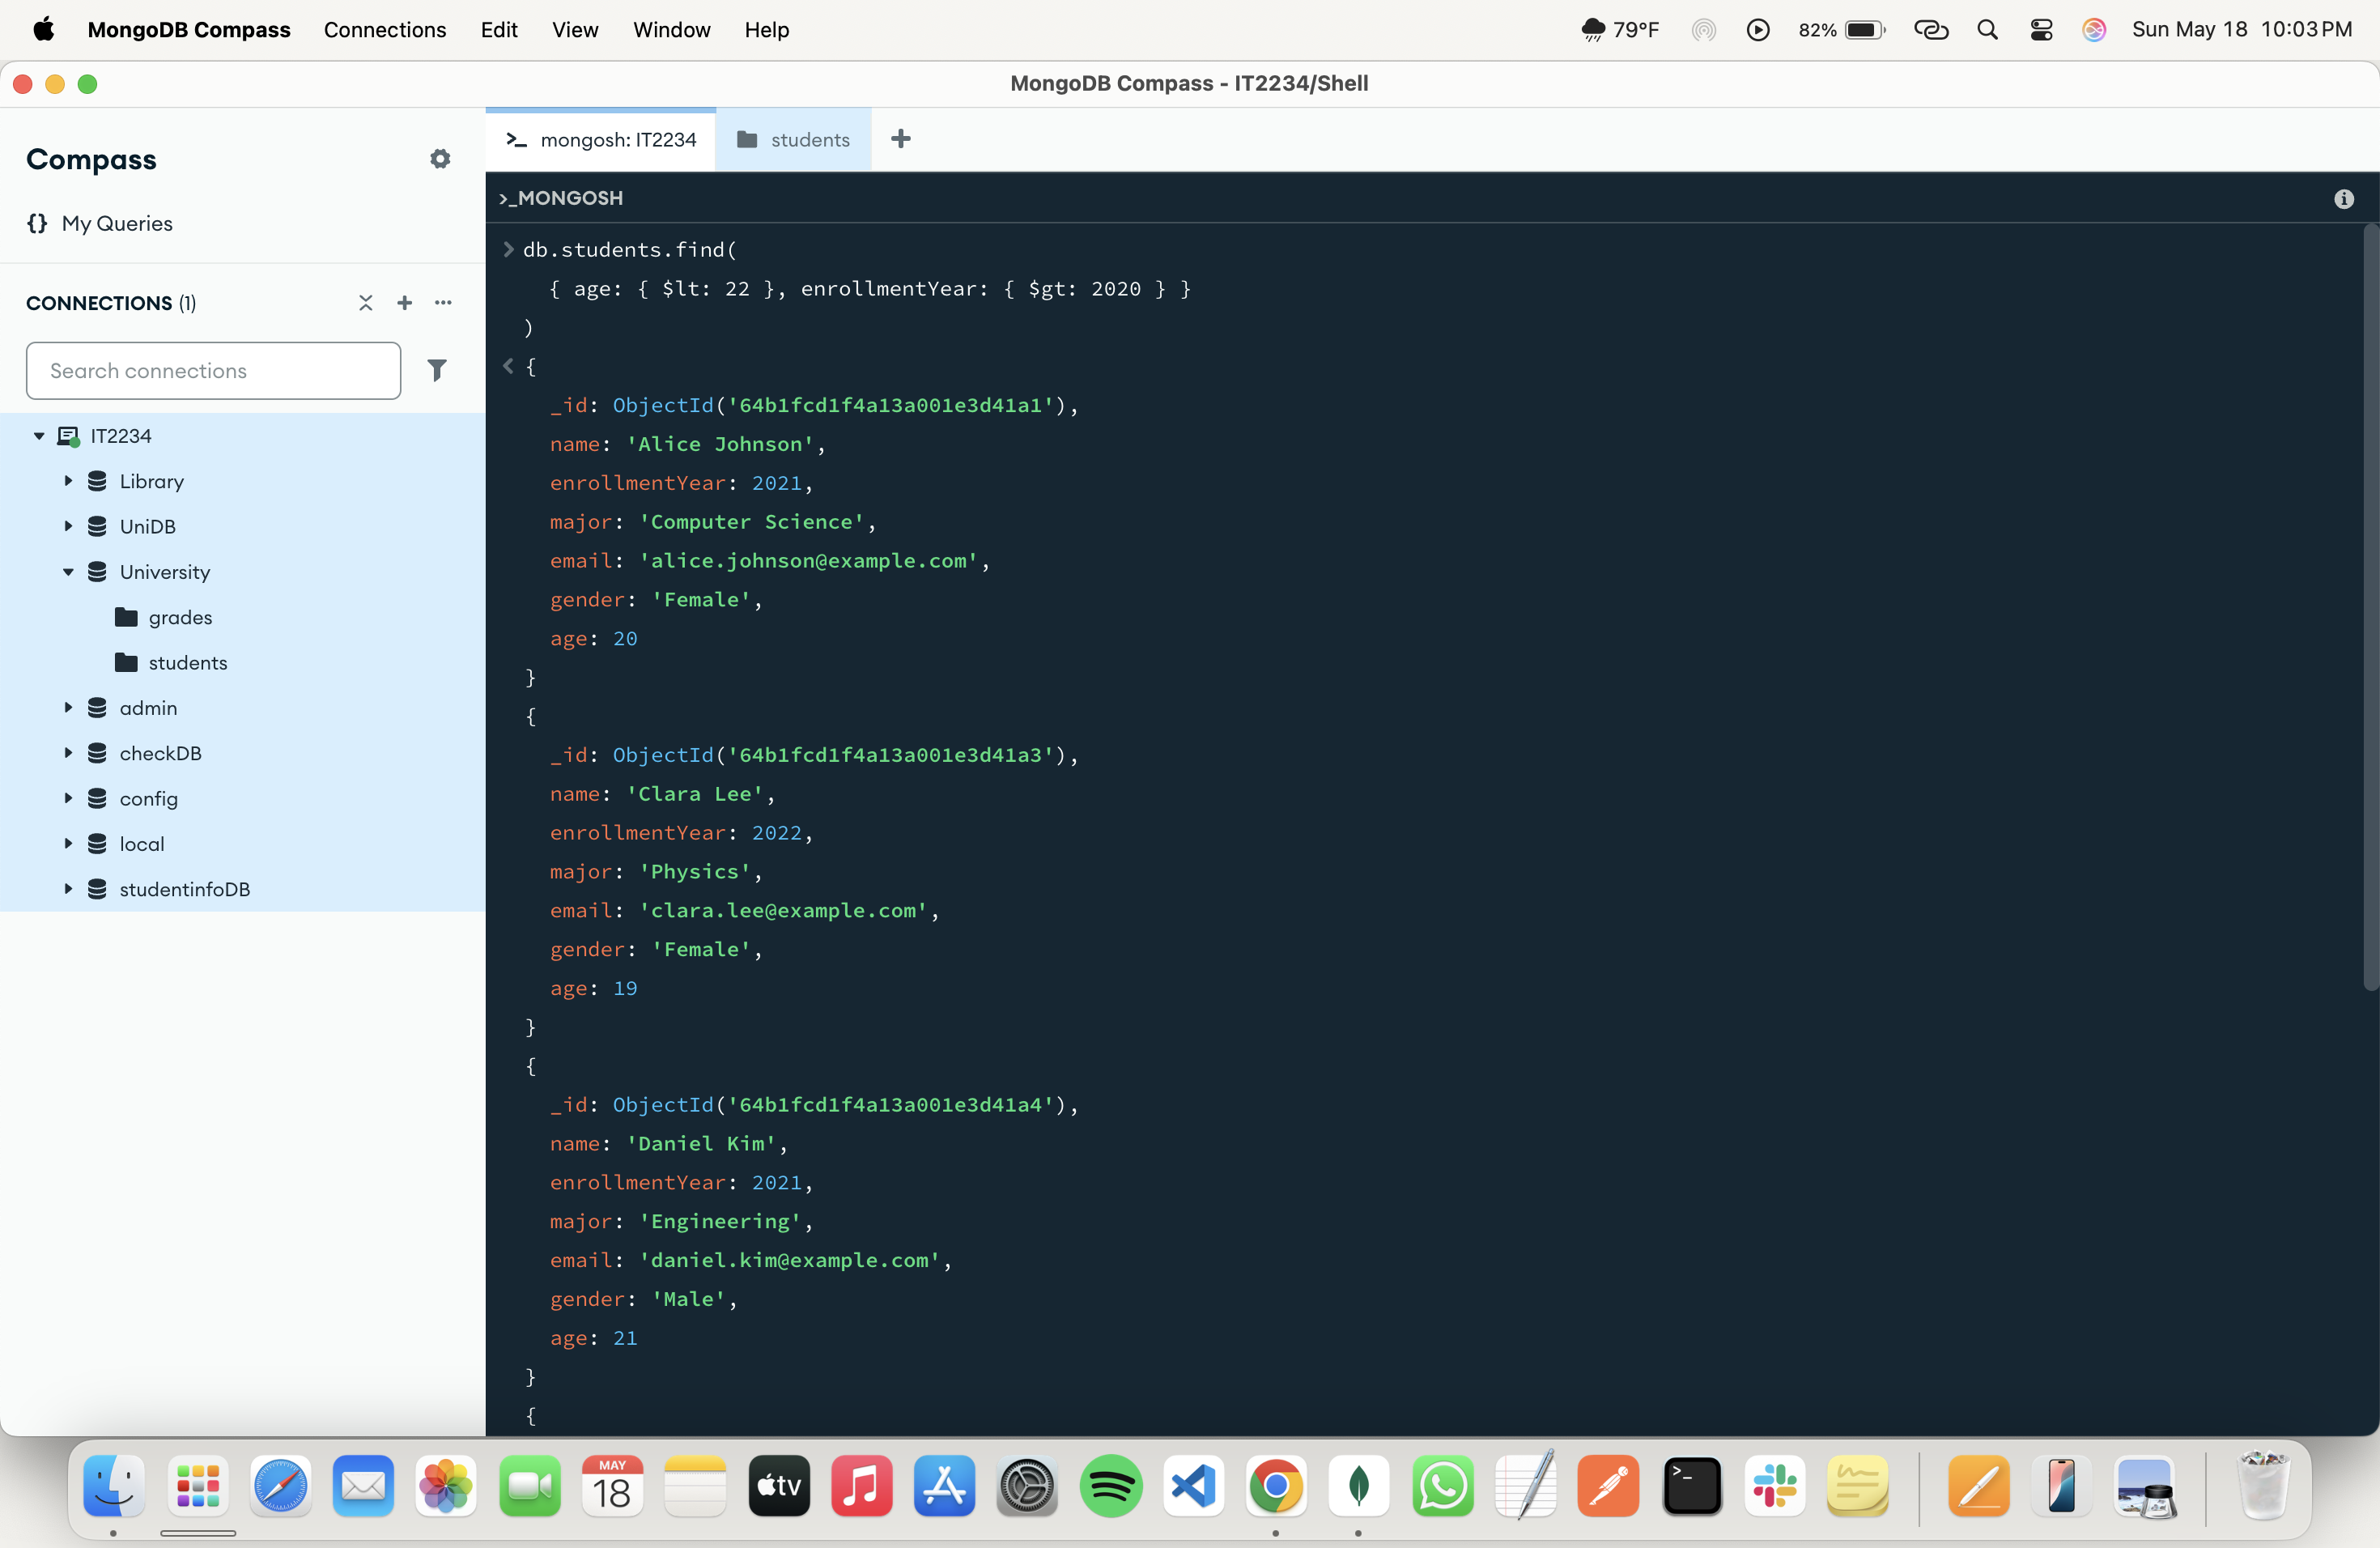 MongoDB Compass Connections Edit View Window Help 79°F 82% Sun May 18 10:03 PM
MongoDB Compass - IT2234/Shell
Compass
My Queries
CONNECTIONS (1)
Search connections
IT2234
Library
UniDB
University
grades
students
admin
checkDB
config
local
studentinfoDB
>_ mongosh: IT2234 students
>_MONGOSH
> db.students.find(
{ age: { $lt: 22 }, enrollmentYear: { $gt: 2020 } }
)
< {
_id: ObjectId('64b1fcd1f4a13a001e3d41a1'),
name: 'Alice Johnson',
enrollmentYear: 2021,
major: 'Computer Science',
email: 'alice.johnson@example.com',
gender: 'Female',
age: 20
}
{
_id: ObjectId('64b1fcd1f4a13a001e3d41a3'),
name: 'Clara Lee',
enrollmentYear: 2022,
major: 'Physics',
email: 'clara.lee@example.com',
gender: 'Female',
age: 19
}
{
_id: ObjectId('64b1fcd1f4a13a001e3d41a4'),
name: 'Daniel Kim',
enrollmentYear: 2021,
major: 'Engineering',
email: 'daniel.kim@example.com',
gender: 'Male',
age: 21
}
{
MAY
18
tv
>_